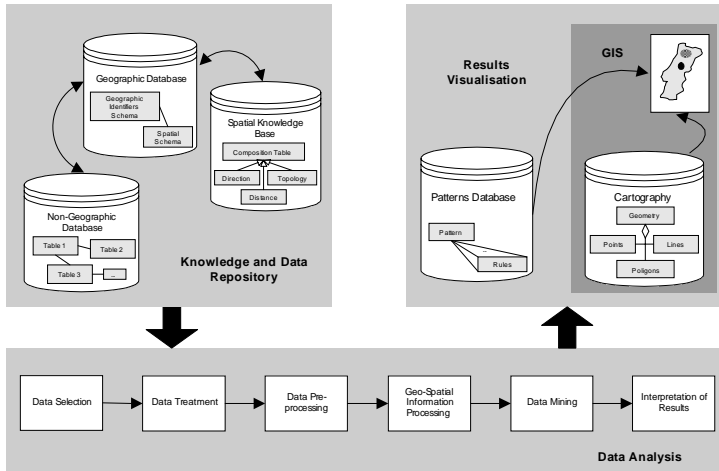 Geographic Database
Geographic
Identifiers
Schema
Spatial
Schema
Spatial Knowledge
Base
Composition Table
Direction
Topology
Distance
Non-Geographic
Database
Table 1
Table 2
Table 3
...
Knowledge and Data
Repository
Results
Visualisation
GIS
Patterns Database
Pattern
...
Rules
Cartography
Geometry
Points
Lines
Poligons
Data Selection
Data Treatment
Data Pre-
processing
Geo-Spatial
Information
Processing
Data Mining
Interpretation of
Results
Data Analysis